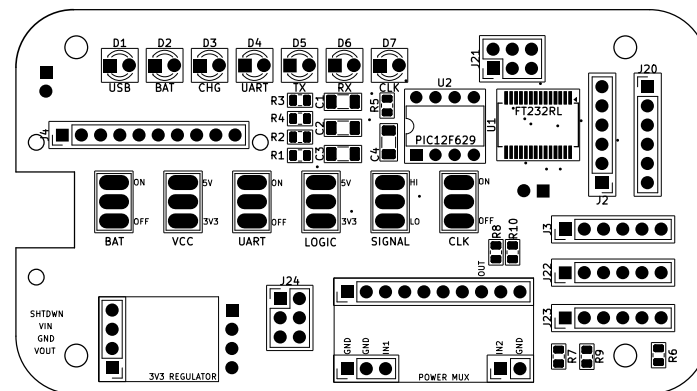 D1 D2 D3 D4 D5 D6 D7
USB BAT CHG UART TX RX CLK
J21
J20
U2
R3 C1 R5
FT232RL
R4
J4
R2 C2
U1
PIC12F629
R1 C3 C4
ON 5V ON 5V HI ON
OFF 3V3 OFF 3V3 LO OFF
BAT VCC UART LOGIC SIGNAL CLK
J2
J3
R8 R10
OUT
J22
J24
J23
SHTDWN
VIN
GND
VOUT
3V3 REGULATOR
GND GND IN1
POWER MUX
IN2 GND
R7 R9 R6